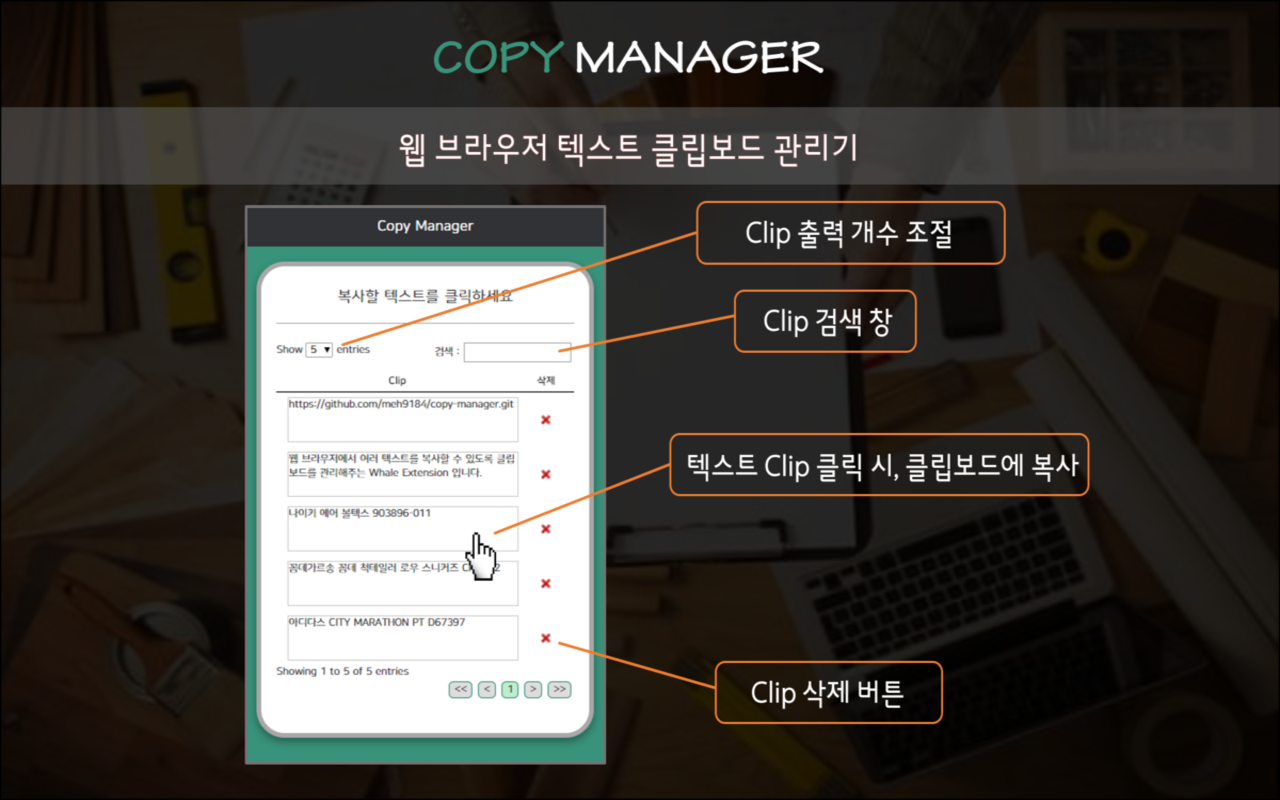 COPY MANAGER
웹 브라우저 텍스트 클립보드 관리기
Copy Manager
복사할 텍스트를 클릭하세요
Show 5 ▼ entries
검색 :
Clip 삭제
https://github.com/meh9184/copy-manager.git
웹 브라우저에서 여러 텍스트를 복사할 수 있도록 클립
보드를 관리해주는 Whale Extension 입니다.
나이키 에어 볼텍스 903896-011
꼼데가르송 꼼데 척테일러 로우 스니커즈
아디다스 CITY MARATHON PT D67397
Showing 1 to 5 of 5 entries
<< < 1 > >>
Clip 출력 개수 조절
Clip 검색 창
텍스트 Clip 클릭 시, 클립보드에 복사
Clip 삭제 버튼